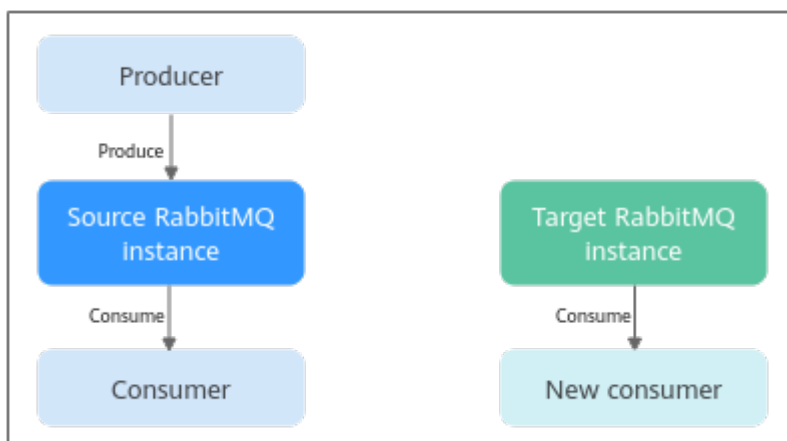 Producer
Produce
Source RabbitMQ
instance
Target RabbitMQ
instance
Consume
Consume
Consumer
New consumer